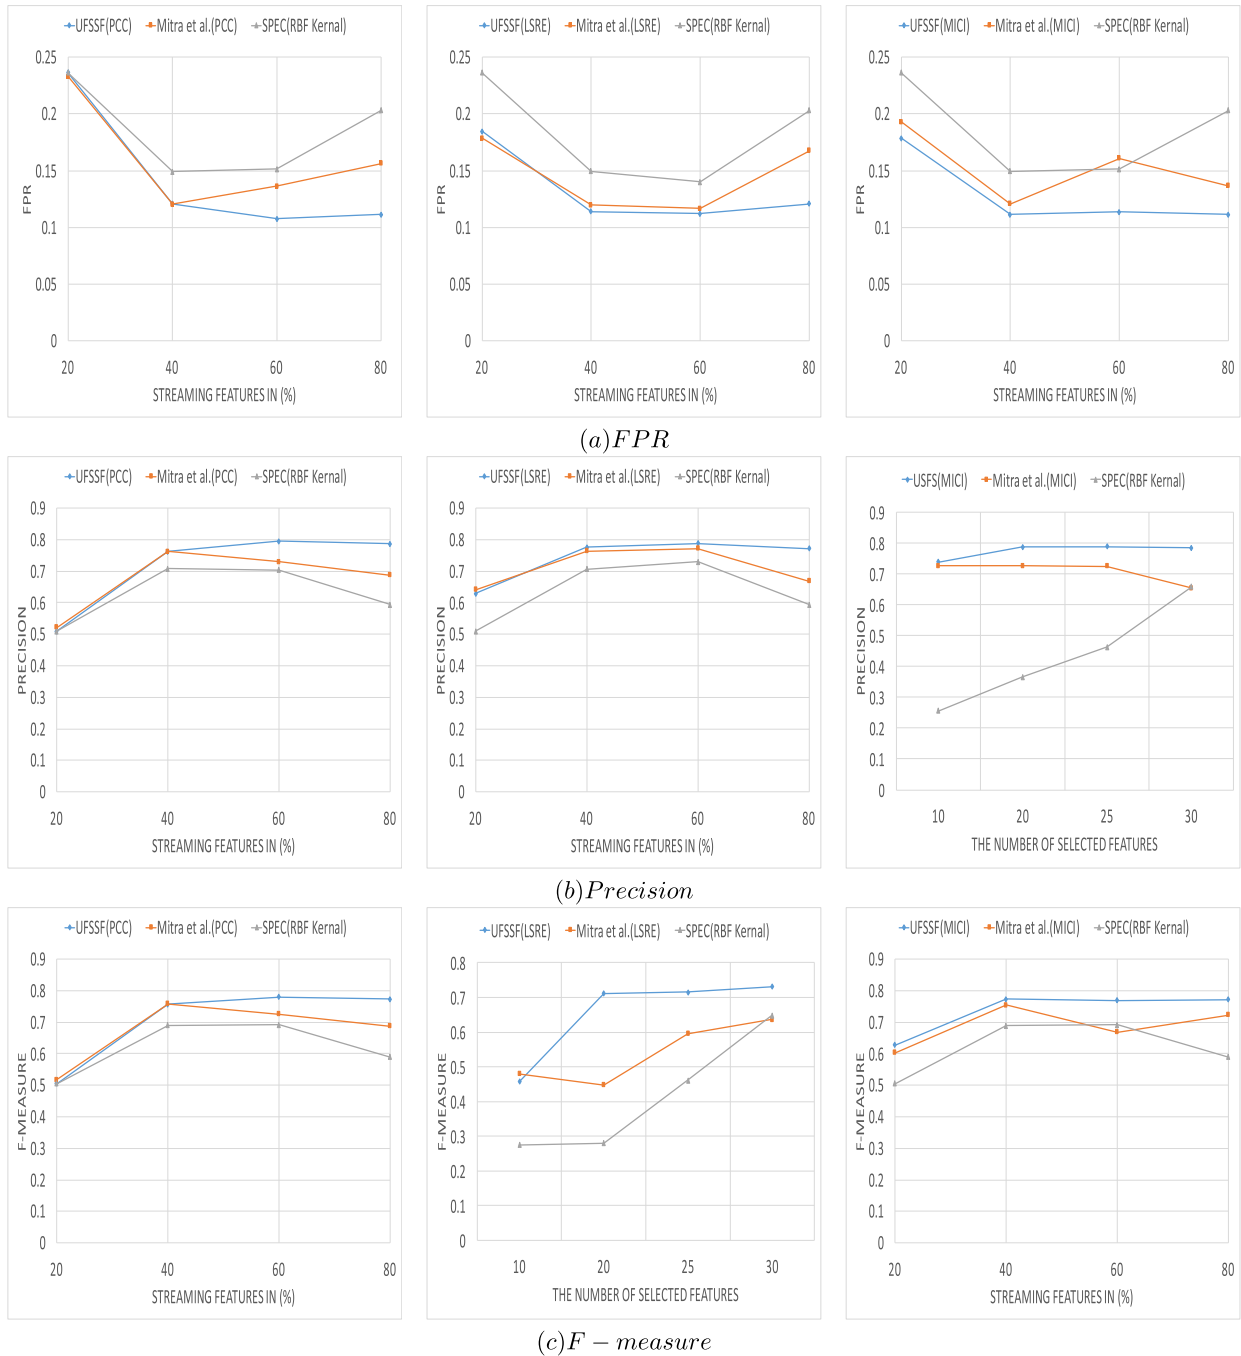 UFSSF(PCC) Mitra et al.(PCC) SPEC(RBF Kernal)
0.25
0.2
0.15
0.1
0.05
0
FPR
20 40 60 80
STREAMING FEATURES IN (%)
UFSSF(LSRE) Mitra et al.(LSRE) SPEC(RBF Kernal)
0.25
0.2
0.15
0.1
0.05
0
FPR
20 40 60 80
STREAMING FEATURES IN (%)
UFSSF(MICI) Mitra et al.(MICI) SPEC(RBF Kernal)
0.25
0.2
0.15
0.1
0.05
0
FPR
20 40 60 80
STREAMING FEATURES IN (%)
(a)FPR
UFSSF(PCC) Mitra et al.(PCC) SPEC(RBF Kernal)
0.9
0.8
0.7
0.6
0.5
0.4
0.3
0.2
0.1
0
PRECISION
20 40 60 80
STREAMING FEATURES IN (%)
UFSSF(LSRE) Mitra et al.(LSRE) SPEC(RBF Kernal)
0.9
0.8
0.7
0.6
0.5
0.4
0.3
0.2
0.1
0
PRECISION
20 40 60 80
STREAMING FEATURES IN (%)
USFS(MICI) Mitra et al.(MICI) SPEC(RBF Kernal)
0.9
0.8
0.7
0.6
0.5
0.4
0.3
0.2
0.1
0
PRECISION
10 20 25 30
THE NUMBER OF SELECTED FEATURES
(b)Precision
UFSSF(PCC) Mitra et al.(PCC) SPEC(RBF Kernal)
0.9
0.8
0.7
0.6
0.5
0.4
0.3
0.2
0.1
0
F-MEASURE
20 40 60 80
STREAMING FEATURES IN (%)
UFSSF(LSRE) Mitra et al.(LSRE) SPEC(RBF Kernal)
0.8
0.7
0.6
0.5
0.4
0.3
0.2
0.1
0
F-MEASURE
10 20 25 30
THE NUMBER OF SELECTED FEATURES
UFSSF(MICI) Mitra et al.(MICI) SPEC(RBF Kernal)
0.9
0.8
0.7
0.6
0.5
0.4
0.3
0.2
0.1
0
F-MEASURE
20 40 60 80
STREAMING FEATURES IN (%)
(c)F − measure